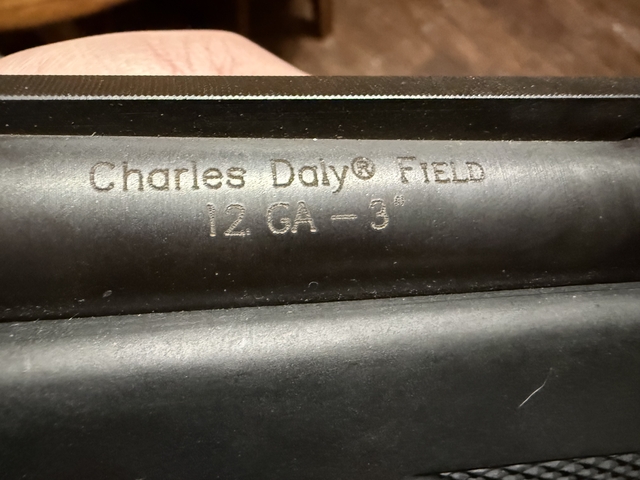 Charles Daly® FIELD
12 GA – 3"